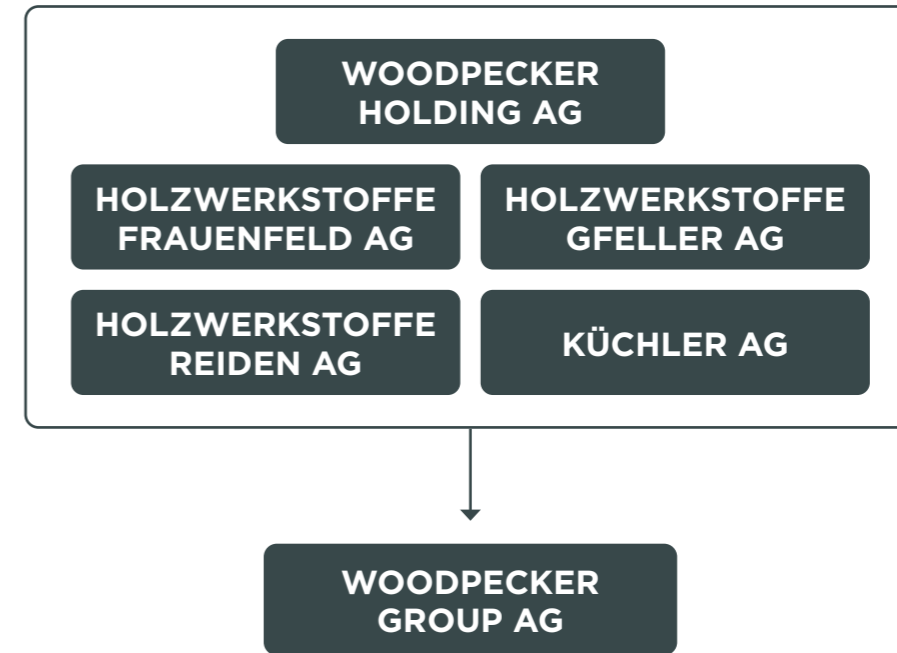 WOODPECKER
HOLDING AG
HOLZWERKSTOFFE
FRAUENFELD AG
HOLZWERKSTOFFE
GFELLER AG
HOLZWERKSTOFFE
REIDEN AG
KÜCHLER AG
WOODPECKER
GROUP AG